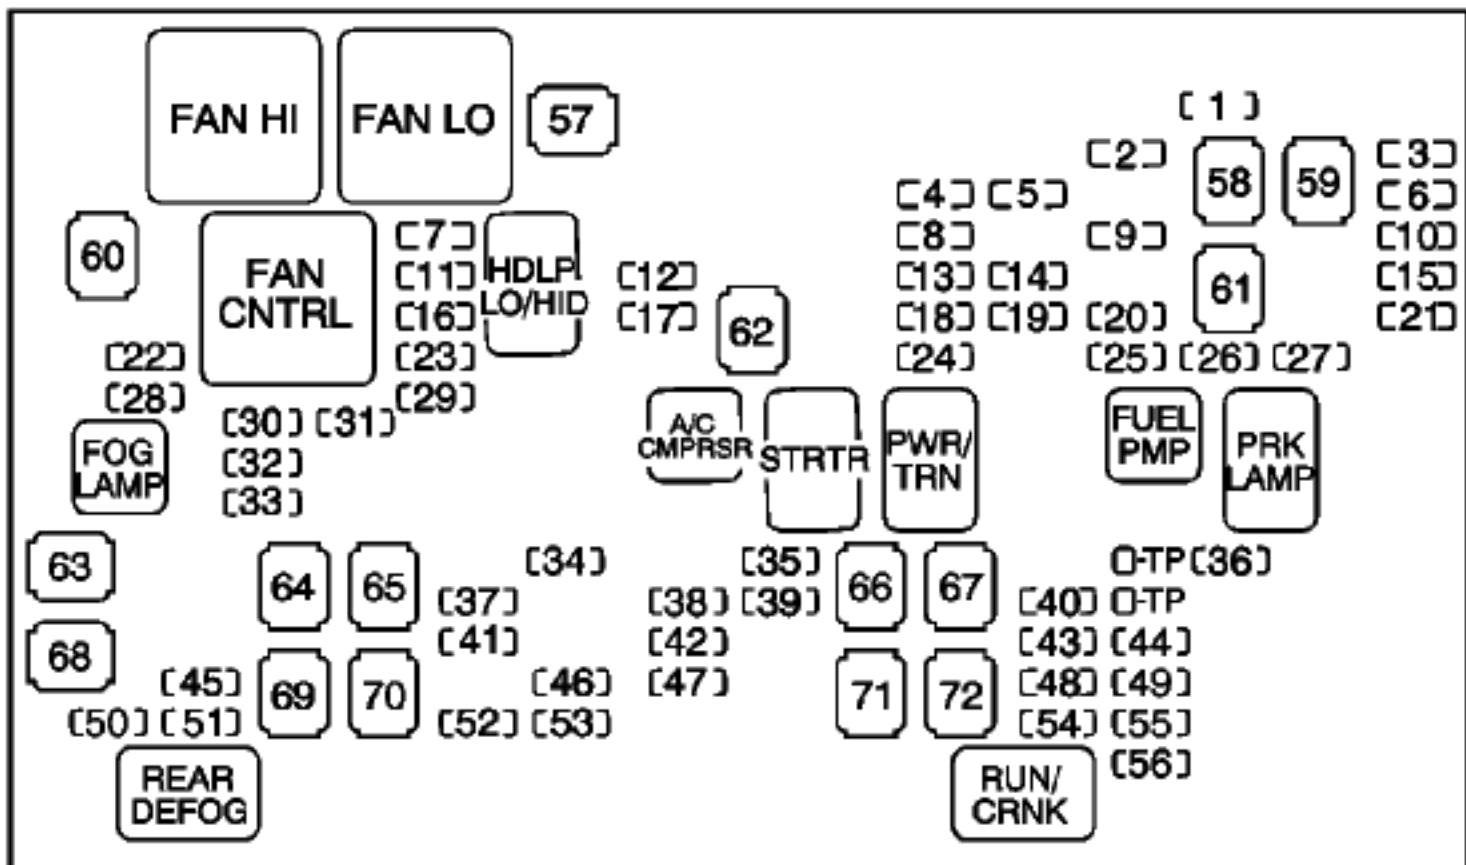 FAN HI
FAN LO
57
[ 1 ]
[2]
58
59
[3]
[4] [5]
[6]
60
FAN
CNTRL
[7]
HDLP
LO/HID
[8]
[9]
[10]
[11]
[12]
[13] [14]
61
[15]
[16]
[17]
62
[18] [19]
[20]
[21]
[22]
[23]
[24]
[25] [26] [27]
[28]
[29]
[30] [31]
FOG
LAMP
[32]
[33]
A/C
CMPRSR
STRTR
PWR/
TRN
FUEL
PMP
PRK
LAMP
63
64
65
[34]
[35]
66
67
-TP [36]
[37]
[38] [39]
[40] -TP
68
[41]
[42]
[43] [44]
[45]
69
70
[46]
[47]
71
72
[48] [49]
[50] [51]
[52] [53]
[54] [55]
REAR
DEFOG
RUN/
CRNK
[56]